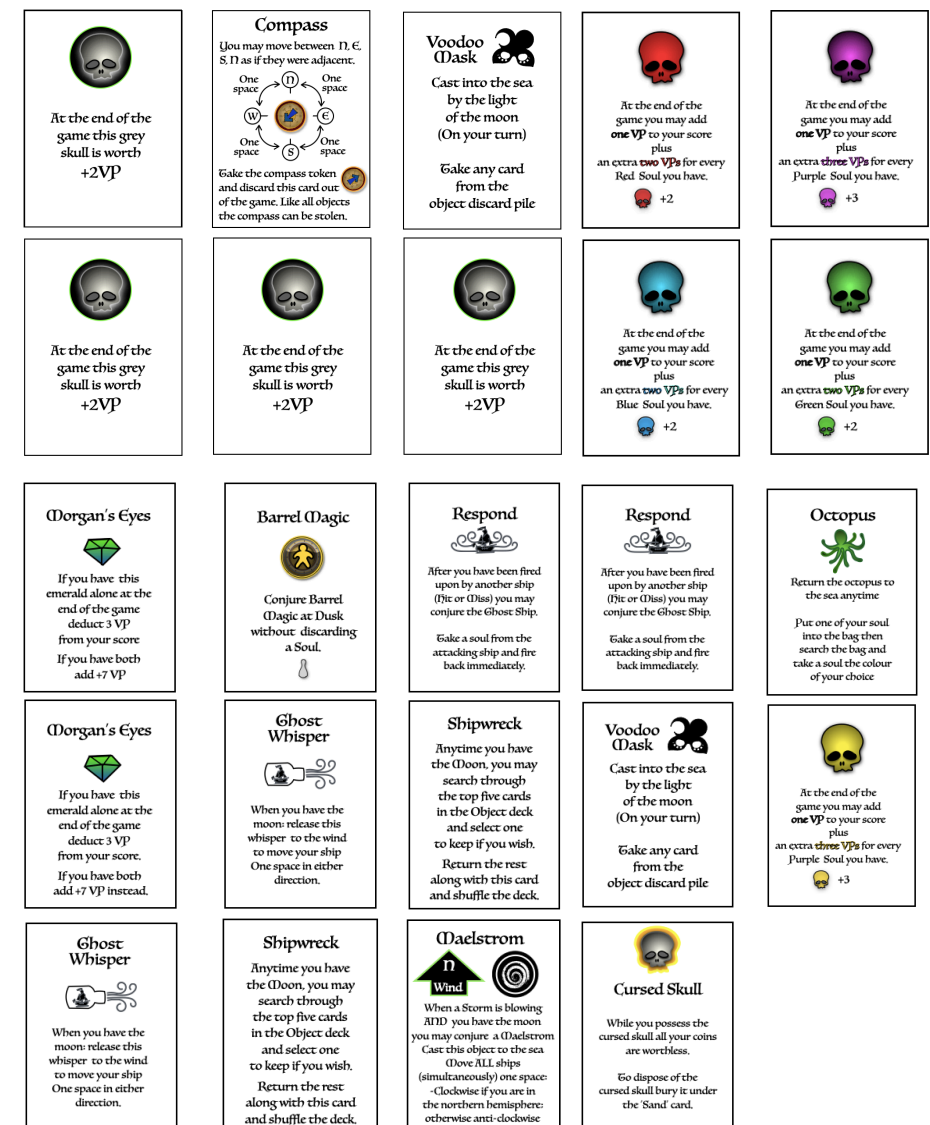 At the end of the
game this grey
skull is worth
+2VP
Compass
You may move between N, E,
S, N as if they were adjacent.
One
space
N
One
space
W
E
One
space
S
One
space
Take the compass token
and discard this card out
of the game. Like all objects
the compass can be stolen.
Voodoo
Mask
Cast into the sea
by the light
of the moon
(On your turn)
Take any card
from the
object discard pile
At the end of the
game you may add
one VP to your score
plus
an extra two VPs for every
Red Soul you have.
+2
At the end of the
game you may add
one VP to your score
plus
an extra three VPs for every
Purple Soul you have.
+3
At the end of the
game this grey
skull is worth
+2VP
At the end of the
game this grey
skull is worth
+2VP
At the end of the
game this grey
skull is worth
+2VP
At the end of the
game you may add
one VP to your score
plus
an extra two VPs for every
Blue Soul you have.
+2
At the end of the
game you may add
one VP to your score
plus
an extra two VPs for every
Green Soul you have.
+2
Morgan's Eyes
If you have this
emerald alone at the
end of the game
deduct 3 VP
from your score
If you have both
add +7 VP
Barrel Magic
Conjure Barrel
Magic at Dusk
without discarding
a Soul.
Respond
After you have been fired
upon by another ship
(Hit or Miss) you may
conjure the Ghost Ship.
Take a soul from the
attacking ship and fire
back immediately.
Respond
After you have been fired
upon by another ship
(Hit or Miss) you may
conjure the Ghost Ship.
Take a soul from the
attacking ship and fire
back immediately.
Octopus
Return the octopus to
the sea anytime
Put one of your soul
into the bag then
search the bag and
take a soul the colour
of your choice
Morgan's Eyes
If you have this
emerald alone at the
end of the game
deduct 3 VP
from your score.
If you have both
add +7 VP instead.
Ghost
Whisper
When you have the
moon: release this
whisper to the wind
to move your ship
One space in either
direction.
Shipwreck
Anytime you have
the Moon, you may
search through
the top five cards
in the Object deck
and select one
to keep if you wish.
Return the rest
along with this card
and shuffle the deck.
Voodoo
Mask
Cast into the sea
by the light
of the moon
(On your turn)
Take any card
from the
object discard pile
At the end of the
game you may add
one VP to your score
plus
an extra three VPs for every
Purple Soul you have.
+3
Ghost
Whisper
When you have the
moon: release this
whisper to the wind
to move your ship
One space in either
direction.
Shipwreck
Anytime you have
the Moon, you may
search through
the top five cards
in the Object deck
and select one
to keep if you wish.
Return the rest
along with this card
and shuffle the deck.
Maelstrom
N
Wind
When a Storm is blowing
AND you have the moon
you may conjure a Maelstrom
Cast this object to the sea
Move ALL ships
(simultaneously) one space:
-Clockwise if you are in
the northern hemisphere:
otherwise anti-clockwise
Cursed Skull
While you possess the
cursed skull all your coins
are worthless.
To dispose of the
cursed skull bury it under
the 'Sand' card.